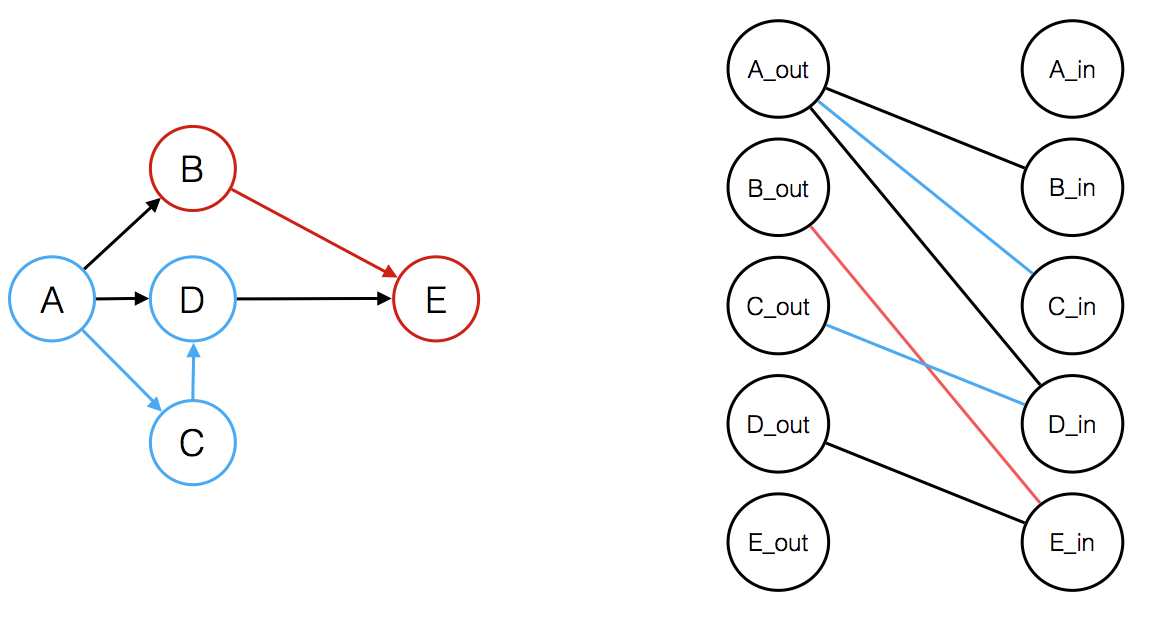 B
A
D
E
C
A_out
A_in
B_out
B_in
C_out
C_in
D_out
D_in
E_out
E_in